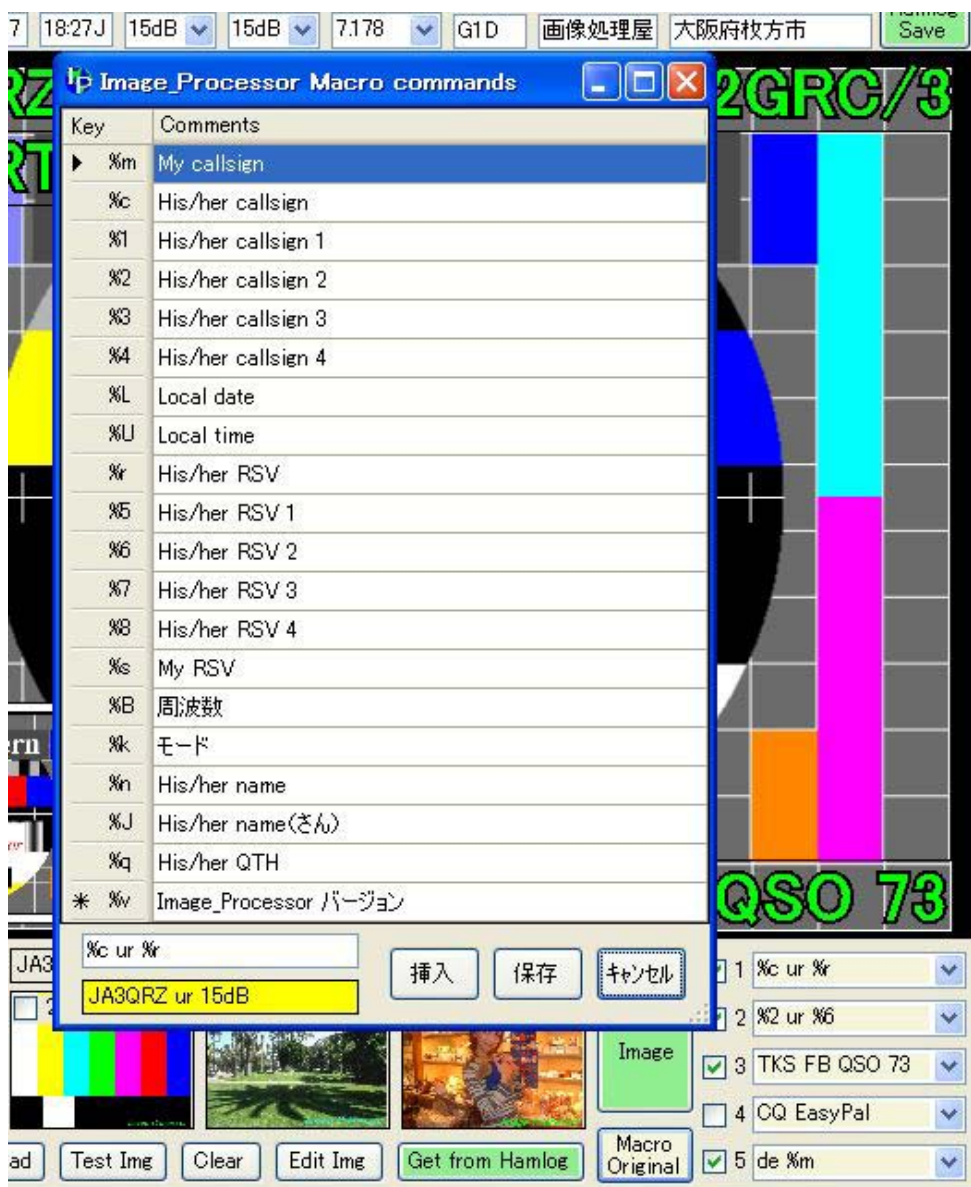 7 18:27J 15dB 15dB 7.178 G1D 画像処理屋 大阪府枚方市 Save
Image_Processor Macro commands
RZ 2GRC/3
Key Comments
%m My callsign
%c His/her callsign
%1 His/her callsign 1
%2 His/her callsign 2
%3 His/her callsign 3
%4 His/her callsign 4
%L Local date
%U Local time
%r His/her RSV
%5 His/her RSV 1
%6 His/her RSV 2
%7 His/her RSV 3
%8 His/her RSV 4
%s My RSV
%B 周波数
%k モード
%n His/her name
%J His/her name(さん)
%q His/her QTH
* %v Image_Processor バージョン
QSO 73
%c ur %r
挿入 保存 キャンセル
JA3QRZ ur 15dB
JA3
1 %c ur %r
2 %2 ur %6
Image
3 TKS FB QSO 73
4 CQ EasyPal
ad Test Img Clear Edit Img Get from Hamlog Macro Original
5 de %m